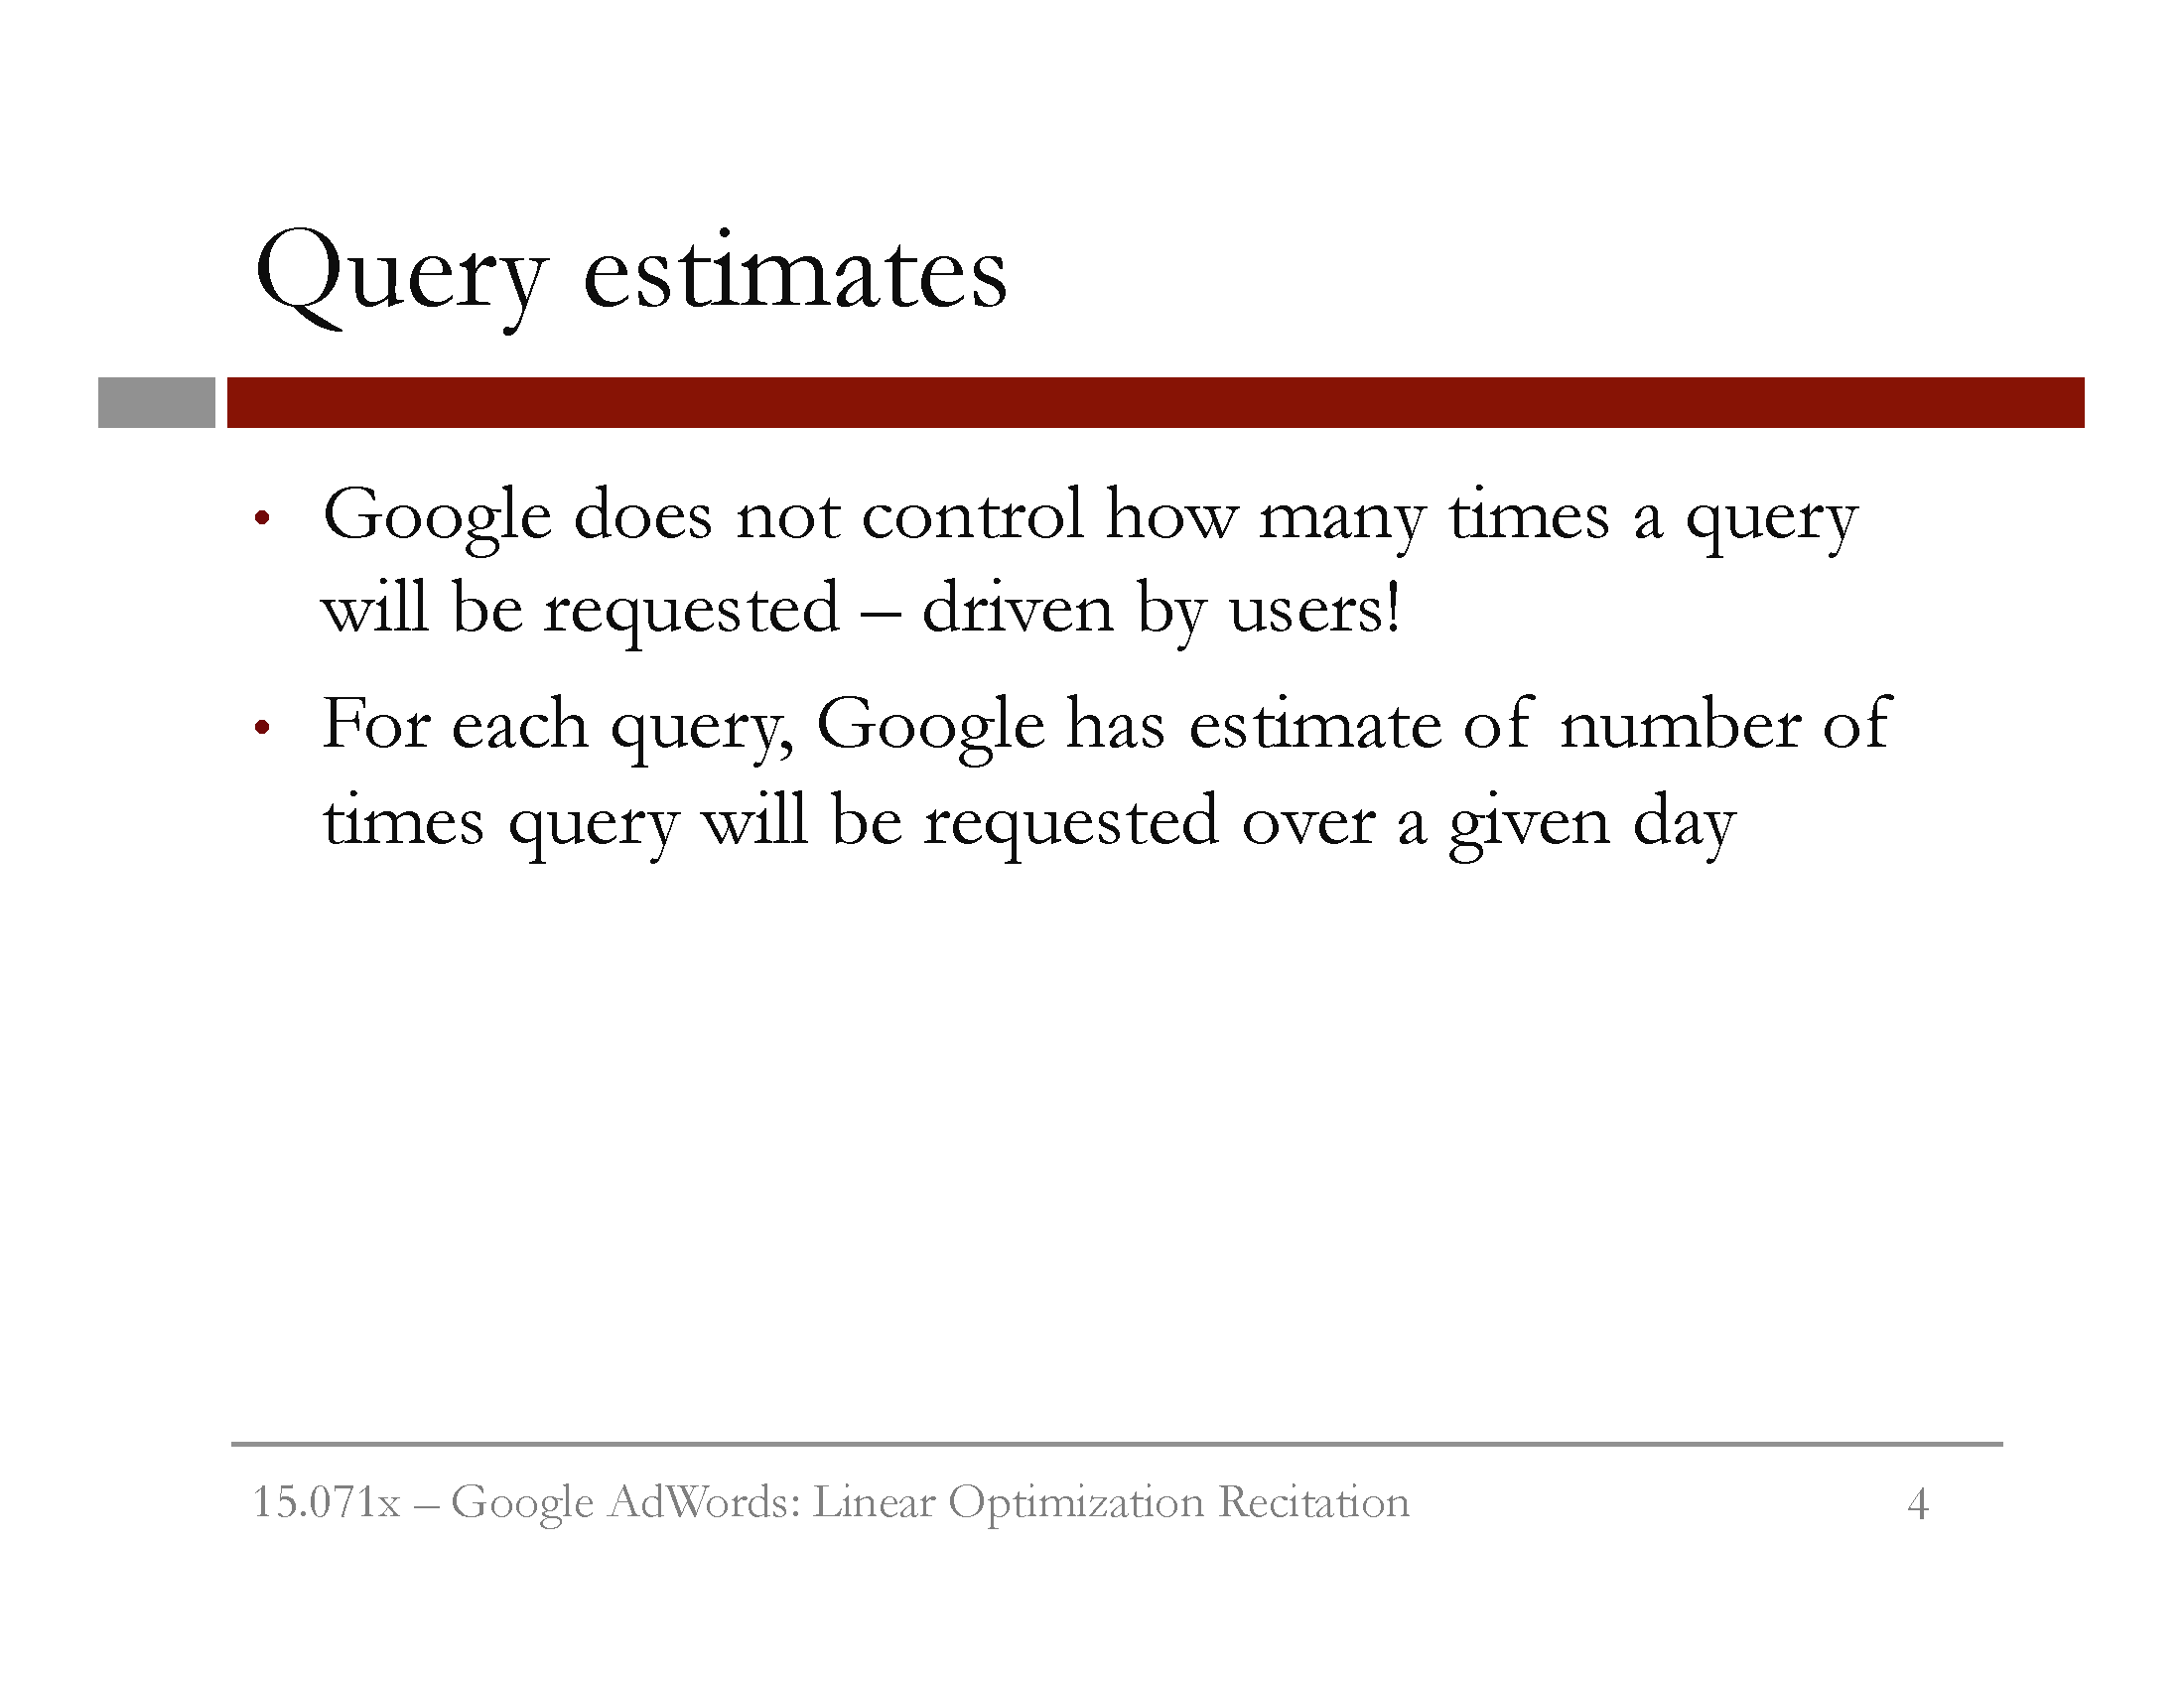 Query estimates
• Google does not control how many times a query
will be requested – driven by users!
• For each query, Google has estimate of number of
times query will be requested over a given day
15.071x – Google AdWords: Linear Optimization Recitation 4